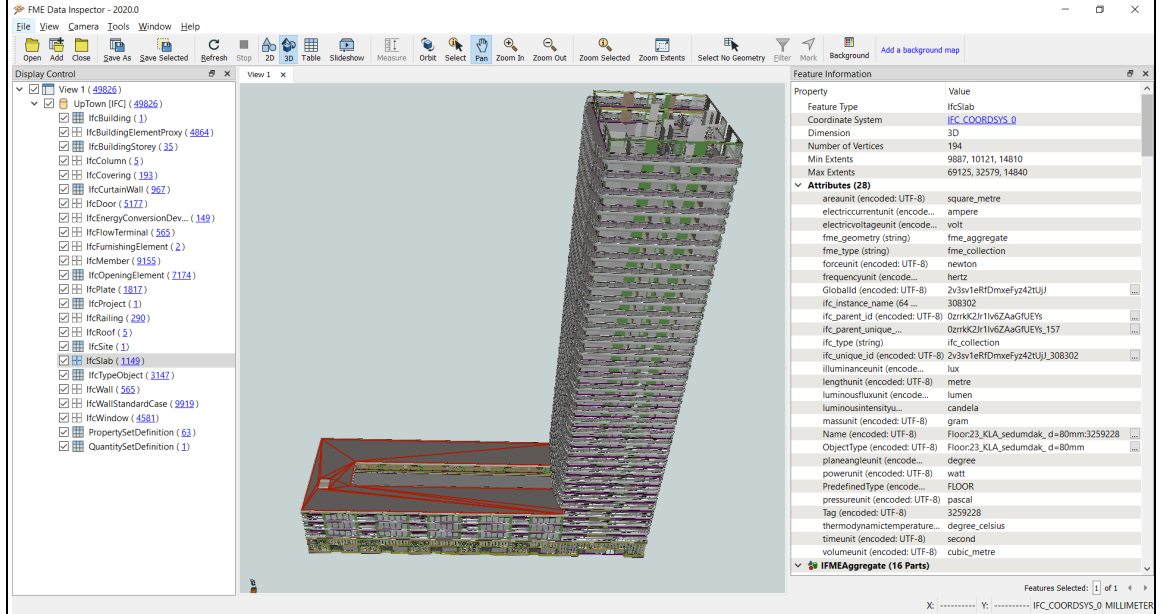 FME Data Inspector - 2020.0
File View Camera Tools Window Help
Open Add Close Save As Save Selected Refresh Stop 2D 3D Table Slideshow Measure Orbit Select Pan Zoom In Zoom Out Zoom Selected Zoom Extents Select No Geometry Filter Mark Background Add a background map
Display Control
View 1
Feature Information
View 1 (49826)
UpTown [IFC] (49826)
IfcBuilding (1)
IfcBuildingElementProxy (4864)
IfcBuildingStorey (35)
IfcColumn (5)
IfcCovering (193)
IfcCurtainWall (967)
IfcDoor (5177)
IfcEnergyConversionDev... (149)
IfcFlowTerminal (565)
IfcFurnishingElement (2)
IfcMember (9155)
IfcOpeningElement (7174)
IfcPlate (1817)
IfcProject (1)
IfcRailing (290)
IfcRoof (5)
IfcSite (1)
IfcSlab (1149)
IfcTypeObject (3147)
IfcWall (565)
IfcWallStandardCase (9919)
IfcWindow (4581)
PropertySetDefinition (63)
QuantitySetDefinition (1)
Property Value
Feature Type IfcSlab
Coordinate System IFC_COORDSYS_0
Dimension 3D
Number of Vertices 194
Min Extents 9887, 10121, 14810
Max Extents 69125, 32579, 14840
Attributes (28)
areaunit (encoded: UTF-8) square_metre
electriccurrentunit (encode... ampere
electricvoltageunit (encode... volt
fme_geometry (string) fme_aggregate
fme_type (string) fme_collection
forceunit (encoded: UTF-8) newton
frequencyunit (encode... hertz
GlobalId (encoded: UTF-8) 2v3sv1eRfDmxeFyz42tUjJ ...
ifc_instance_name (64 ... 308302
ifc_parent_id (encoded: UTF-8) 0zrrkK2Jr1Iv6ZAaGfUEYs ...
ifc_parent_unique_... 0zrrkK2Jr1Iv6ZAaGfUEYs_157 ...
ifc_type (string) ifc_collection
ifc_unique_id (encoded: UTF-8) 2v3sv1eRfDmxeFyz42tUjJ_308302 ...
illuminanceunit (encode... lux
lengthunit (encoded: UTF-8) metre
luminousfluxunit (encode... lumen
luminousintensityu... candela
massunit (encoded: UTF-8) gram
Name (encoded: UTF-8) Floor:23_KLA_sedumdak_ d=80mm:3259228 ...
ObjectType (encoded: UTF-8) Floor:23_KLA_sedumdak_ d=80mm ...
planeangleunit (encode... degree
powerunit (encoded: UTF-8) watt
PredefinedType (encode... FLOOR
pressureunit (encoded: UTF-8) pascal
Tag (encoded: UTF-8) 3259228
thermodynamictemperature... degree_celsius
timeunit (encoded: UTF-8) second
volumeunit (encoded: UTF-8) cubic_metre
IFMEAggregate (16 Parts)
Features Selected: 1 of 1
X: ---------- Y: ---------- IFC_COORDSYS_0 MILLIMETER